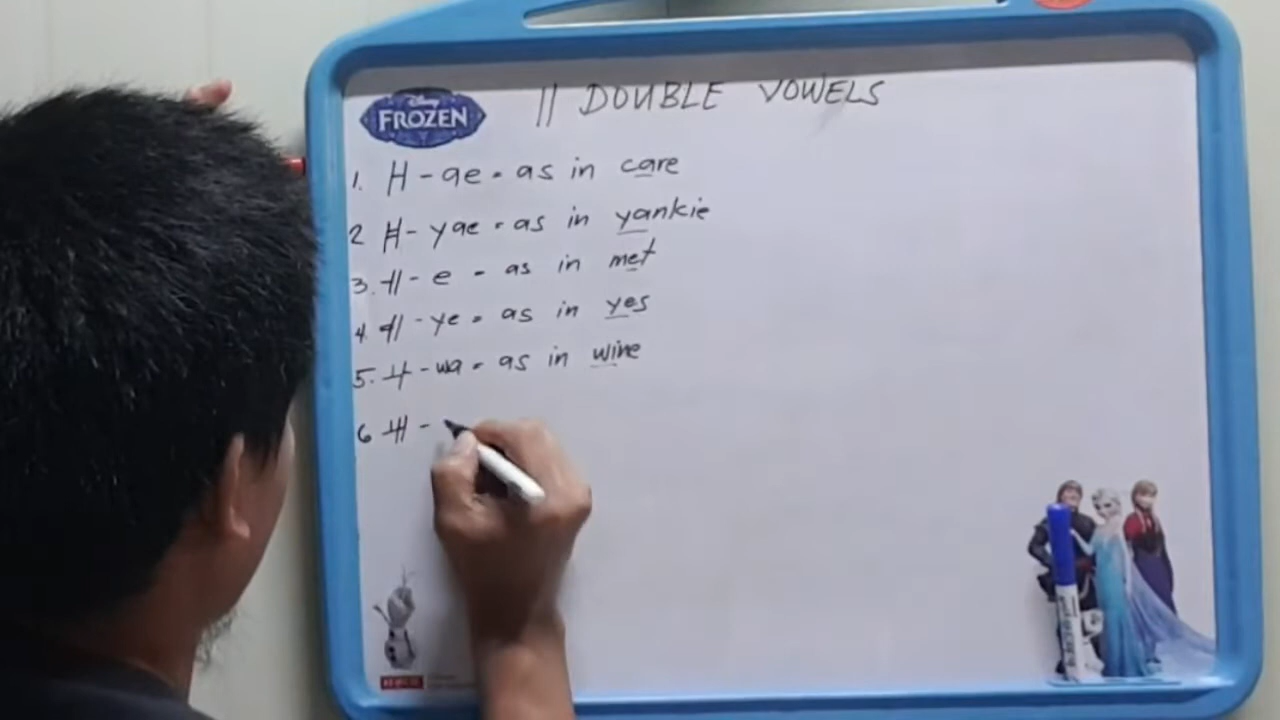 Disney
FROZEN
11 DOUBLE VOWELS
1. ㅐ - ae = as in care
2 ㅒ - yae = as in yankie
3. ㅔ - e = as in met
4. ㅖ - ye = as in yes
5. ㅘ - wa = as in wine
6 ㅙ -